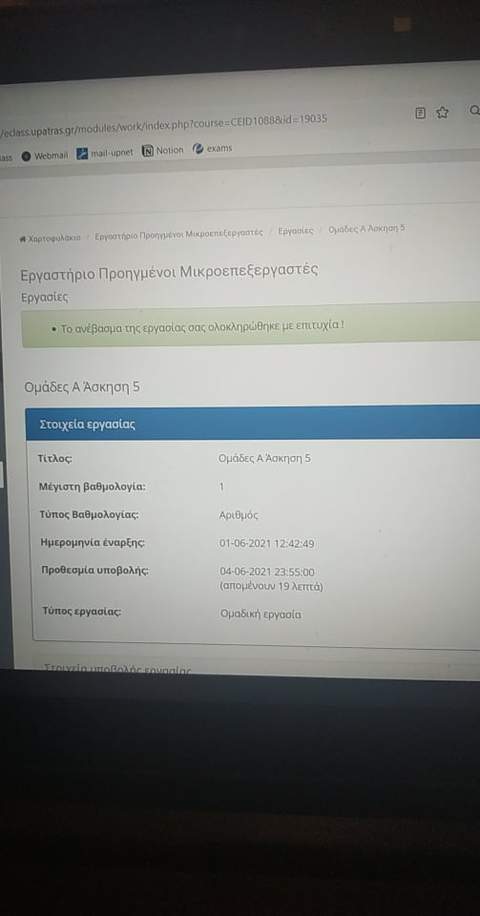 /eclass.upatras.gr/modules/work/index.php?course=CEID1088&id=19035
Webmail mail-upnet Notion exams
Χαρτοφυλάκιο / Εργαστήριο Προηγμένοι Μικροεπεξεργαστές / Εργασίες / Ομάδες Α Άσκηση 5
Εργαστήριο Προηγμένοι Μικροεπεξεργαστές
Εργασίες
• Το ανέβασμα της εργασίας σας ολοκληρώθηκε με επιτυχία !
Ομάδες Α Άσκηση 5
Στοιχεία εργασίας
Τίτλος: Ομάδες Α Άσκηση 5
Μέγιστη βαθμολογία: 1
Τύπος Βαθμολογίας: Αριθμός
Ημερομηνία έναρξης: 01-06-2021 12:42:49
Προθεσμία υποβολής: 04-06-2021 23:55:00
(απομένουν 19 λεπτά)
Τύπος εργασίας: Ομαδική εργασία
Στοιχεία υποβολής εργασίας